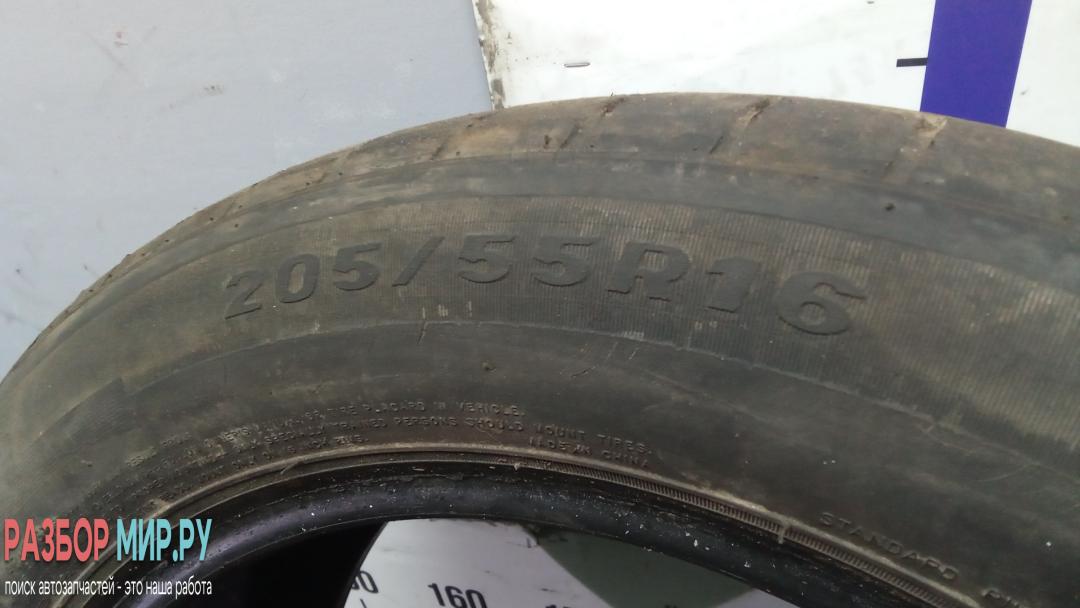 205/55R16
TIRE PLACARD IN VEHICLE.
SPECIALLY TRAINED PERSONS SHOULD MOUNT TIRES.
MADE IN CHINA
STANDARD
РАЗБОР МИР.РУ
поиск автозапчастей - это наша работа
160